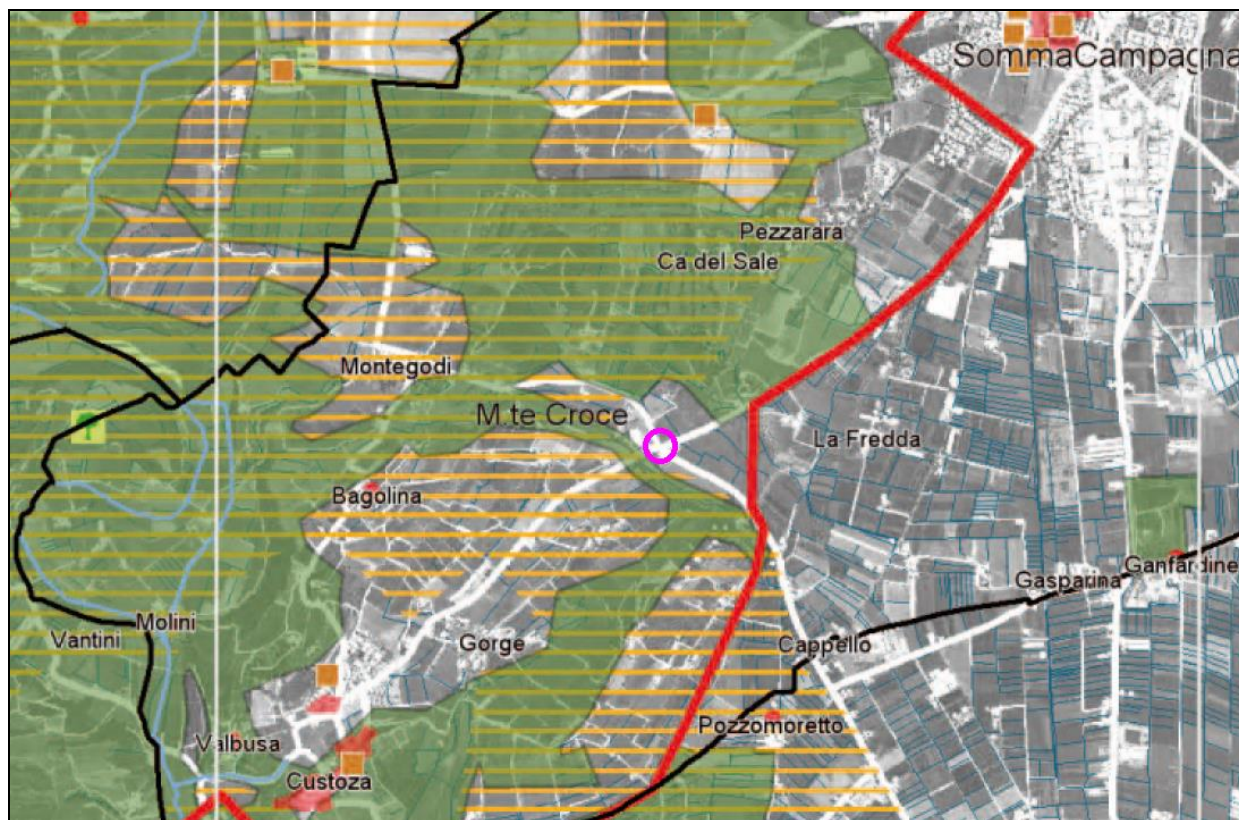 SommaCampagna
Pezzarara
Ca del Sale
Montegodi
M.te Croce
La Fredda
Bagolina
Ganfardine
Gasparina
Molini
Vantini
Gorge
Cappello
Pozzomoretto
Valbusa
Custoza